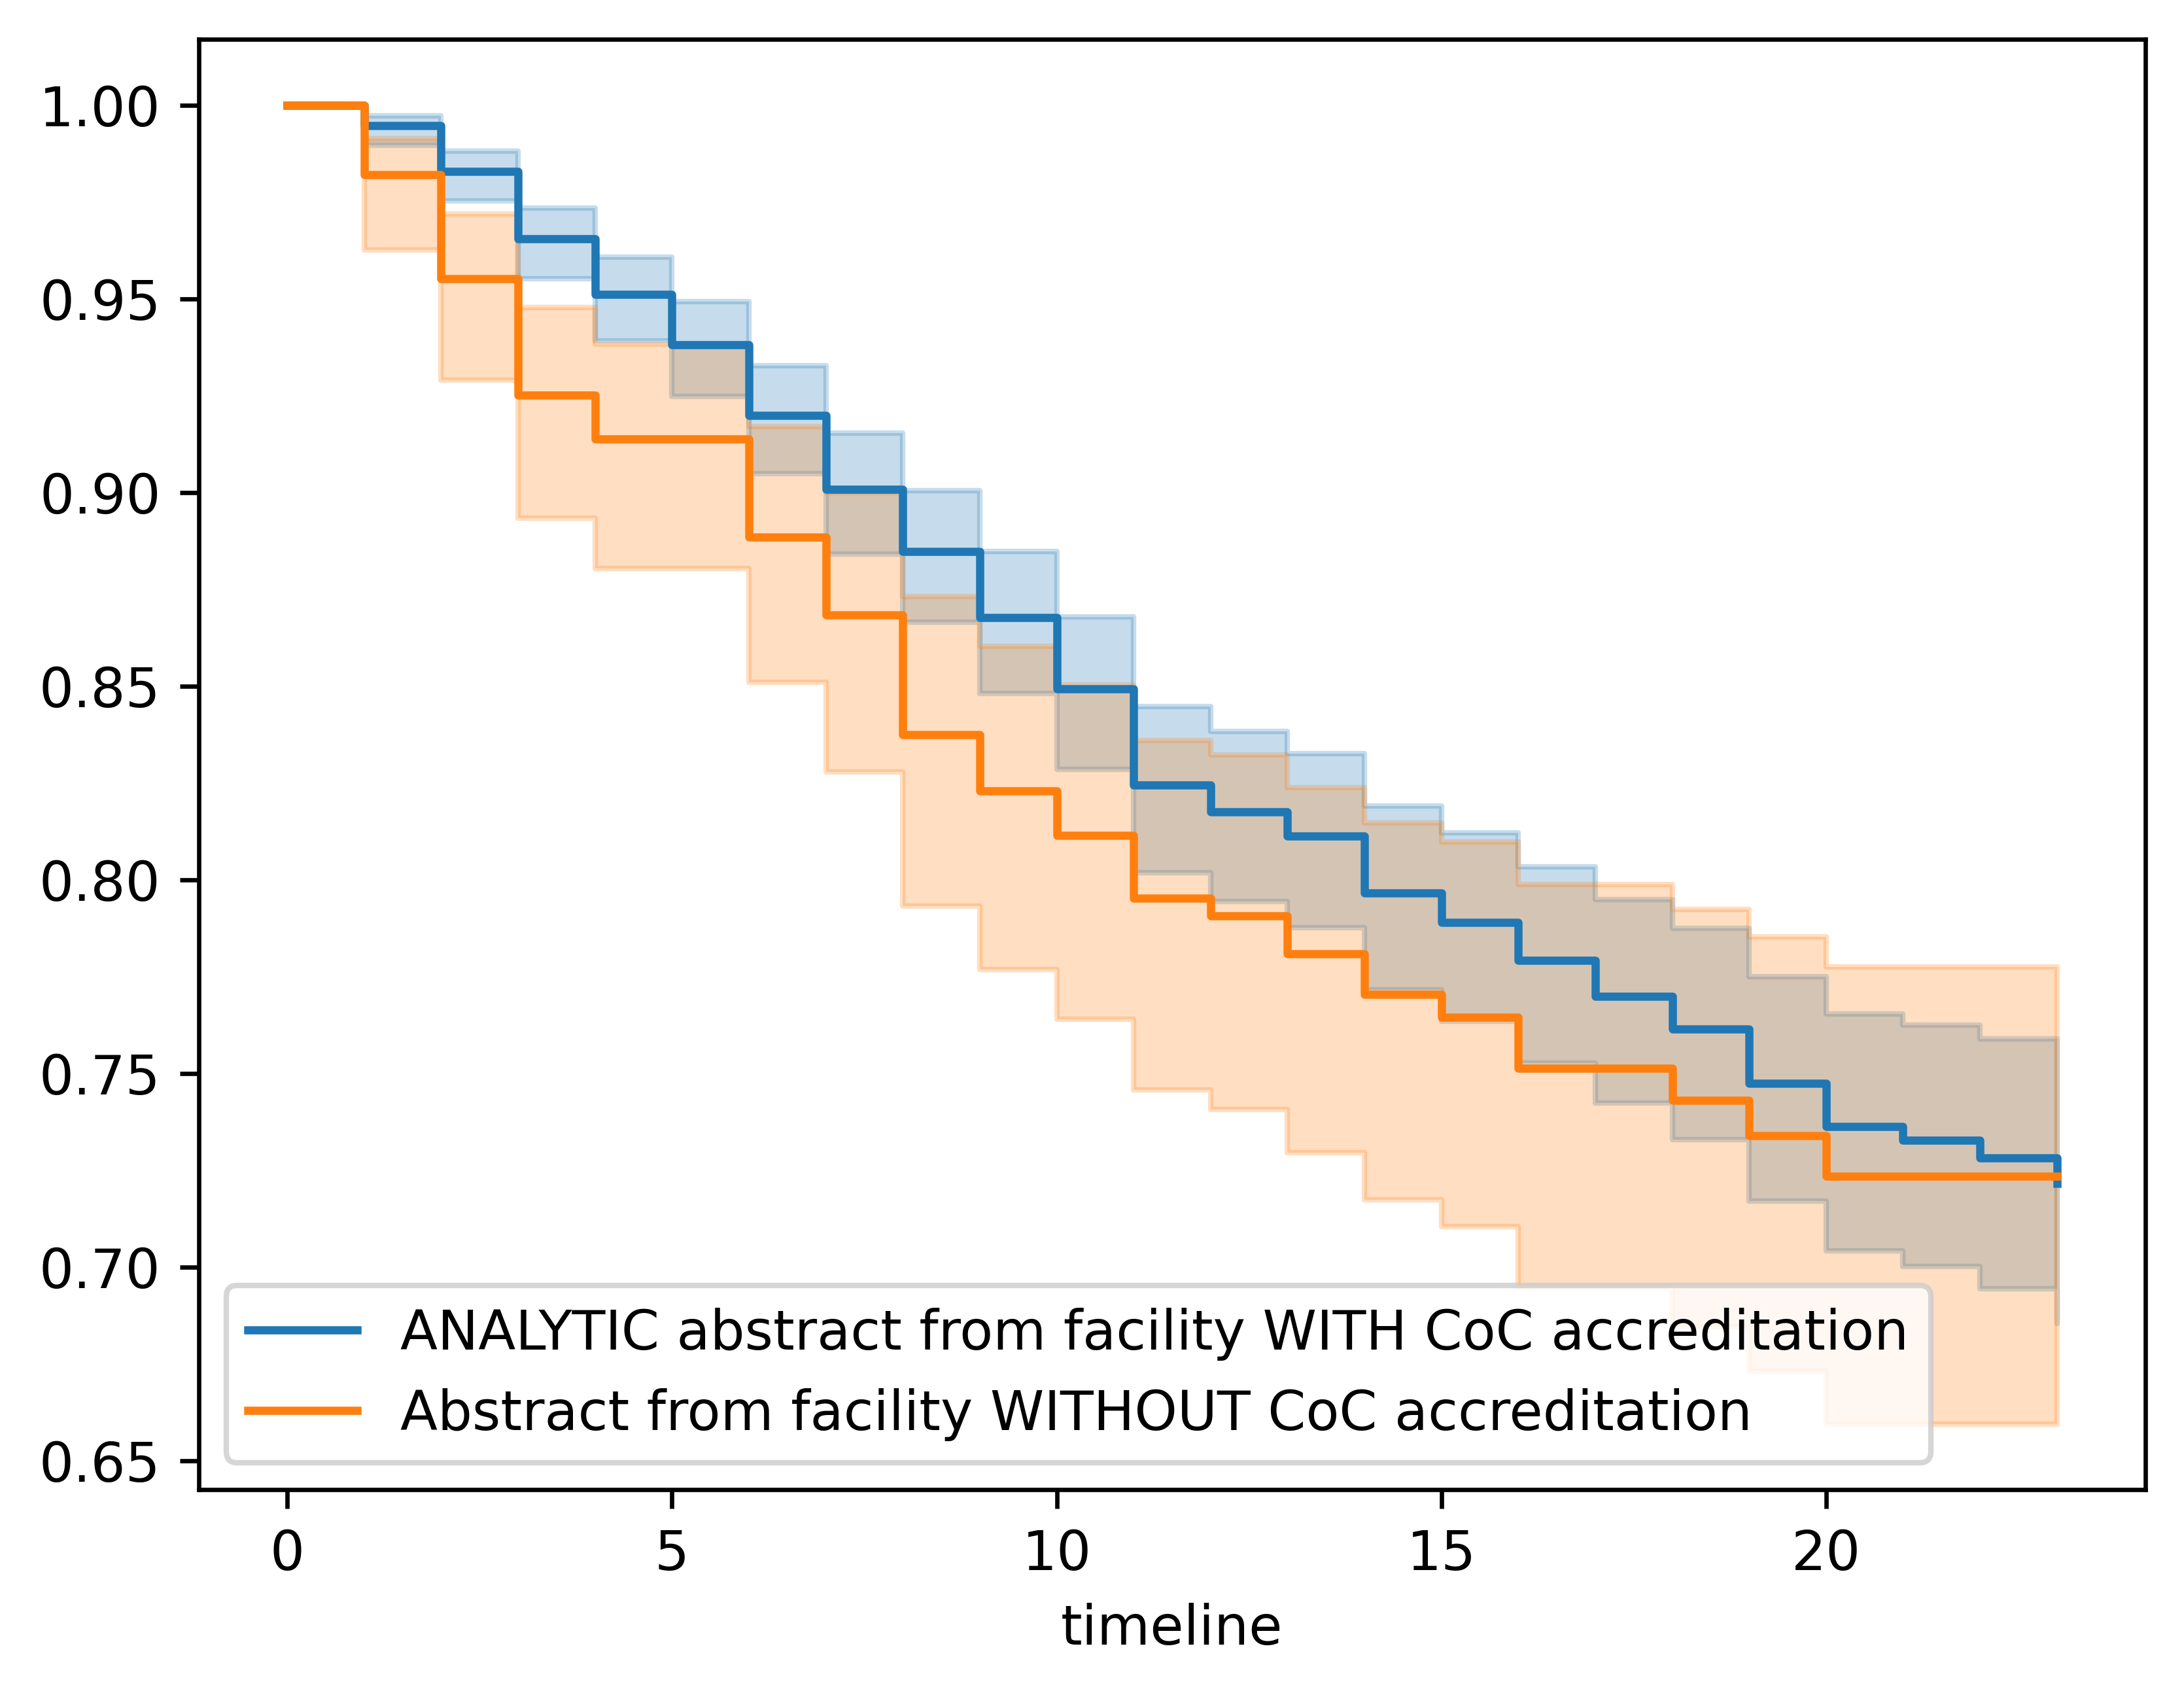 1.00
0.95
0.90
0.85
0.80
0.75
0.70
0.65
ANALYTIC abstract from facility WITH CoC accreditation
Abstract from facility WITHOUT CoC accreditation
0 5 10 15 20
timeline